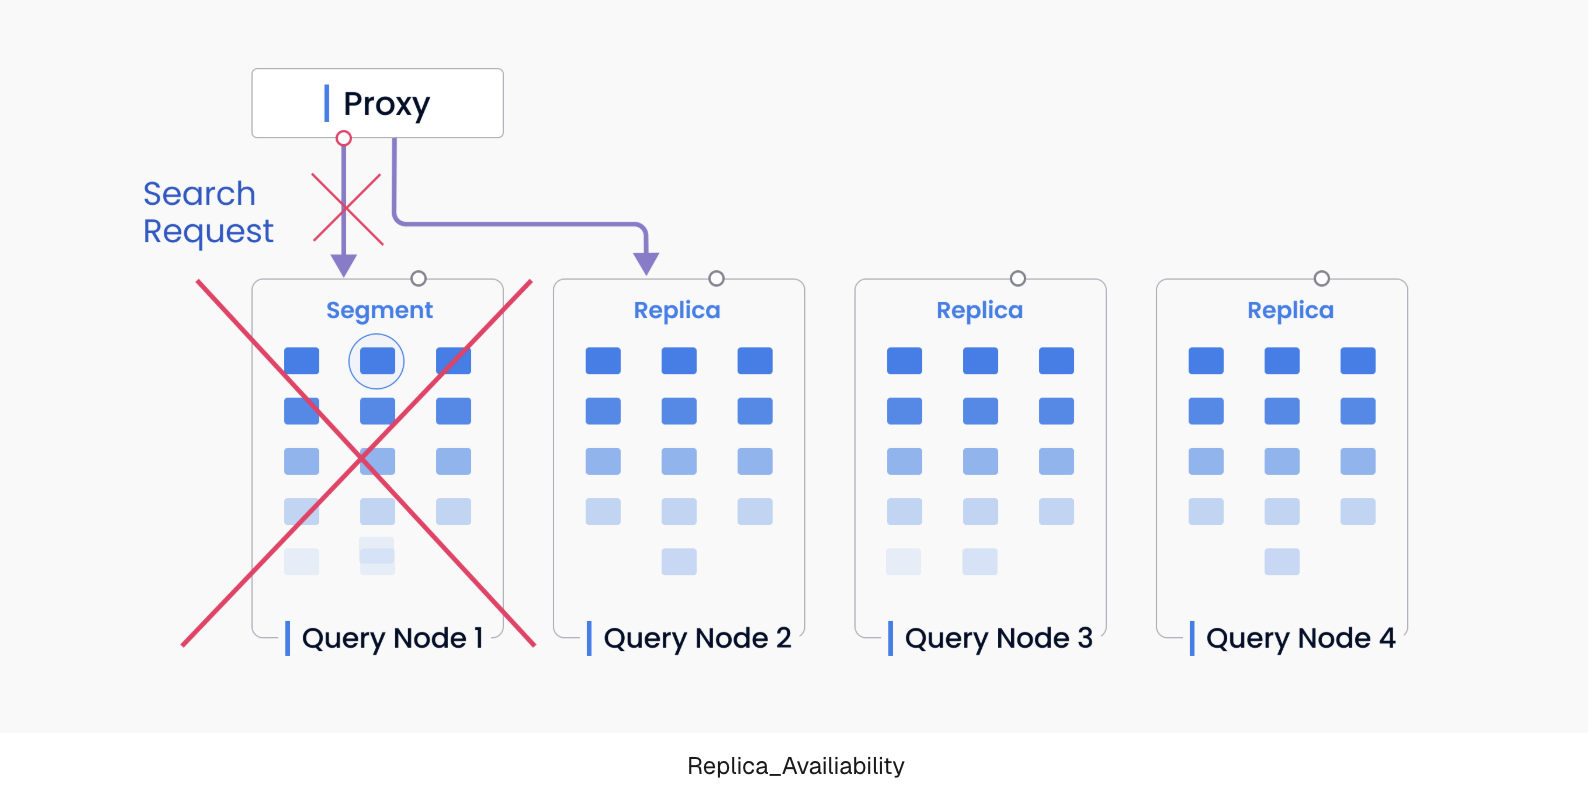 Proxy
Search
Request
Segment
Replica
Replica
Replica
Query Node 1
Query Node 2
Query Node 3
Query Node 4
Replica_Availiability